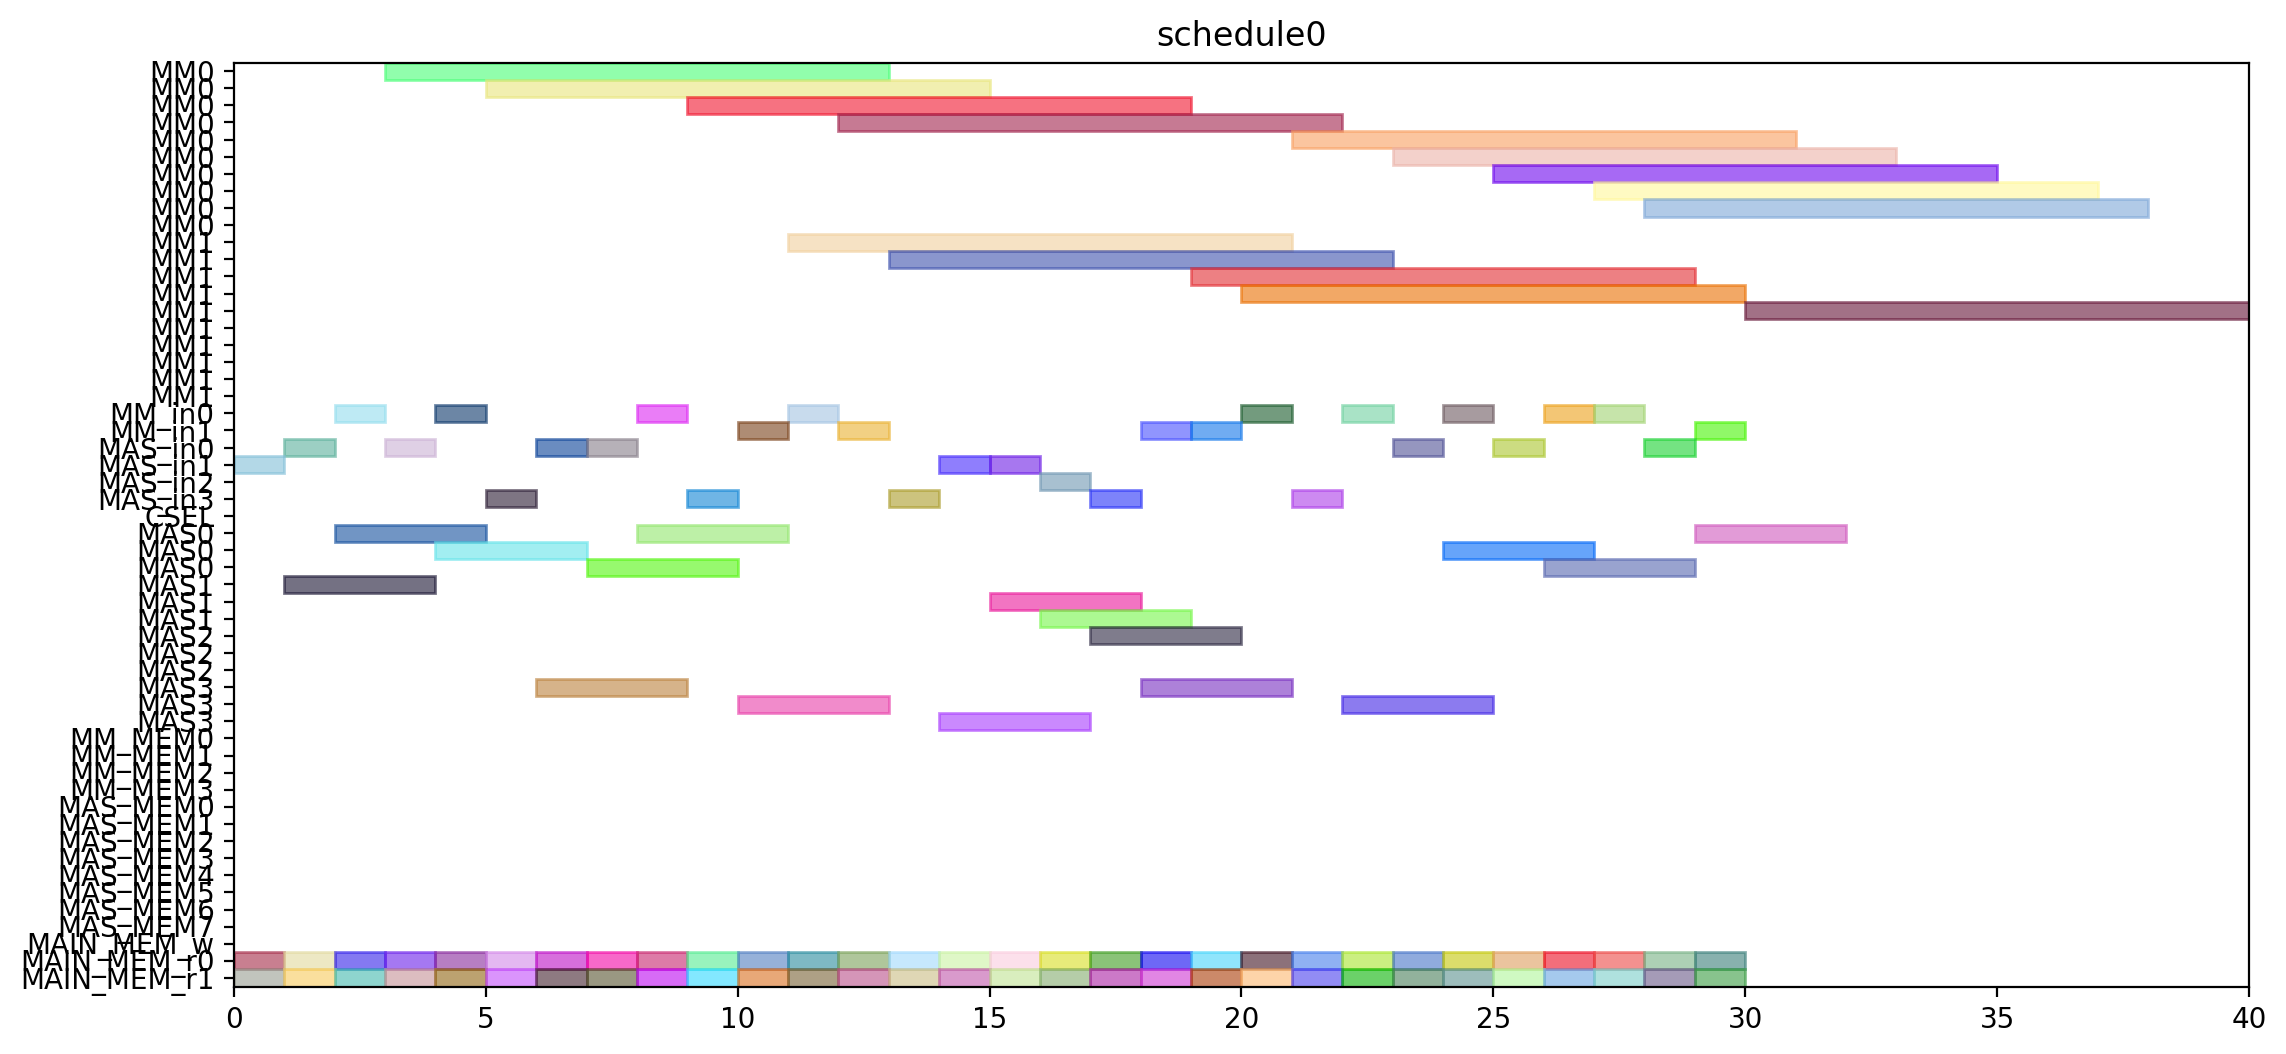 schedule0
MM0
MM0
MM0
MM0
MM0
MM0
MM0
MM0
MM0
MM0
MM1
MM1
MM1
MM1
MM1
MM1
MM1
MM1
MM1
MM1
MM_in0
MM_in1
MAS_in0
MAS_in1
MAS_in2
MAS_in3
CSEL
MAS0
MAS0
MAS0
MAS1
MAS1
MAS1
MAS2
MAS2
MAS2
MAS3
MAS3
MAS3
MM_MEM0
MM_MEM1
MM_MEM2
MM_MEM3
MAS_MEM0
MAS_MEM1
MAS_MEM2
MAS_MEM3
MAS_MEM4
MAS_MEM5
MAS_MEM6
MAS_MEM7
MAIN_MEM_w
MAIN_MEM_r0
MAIN_MEM_r1
0 5 10 15 20 25 30 35 40